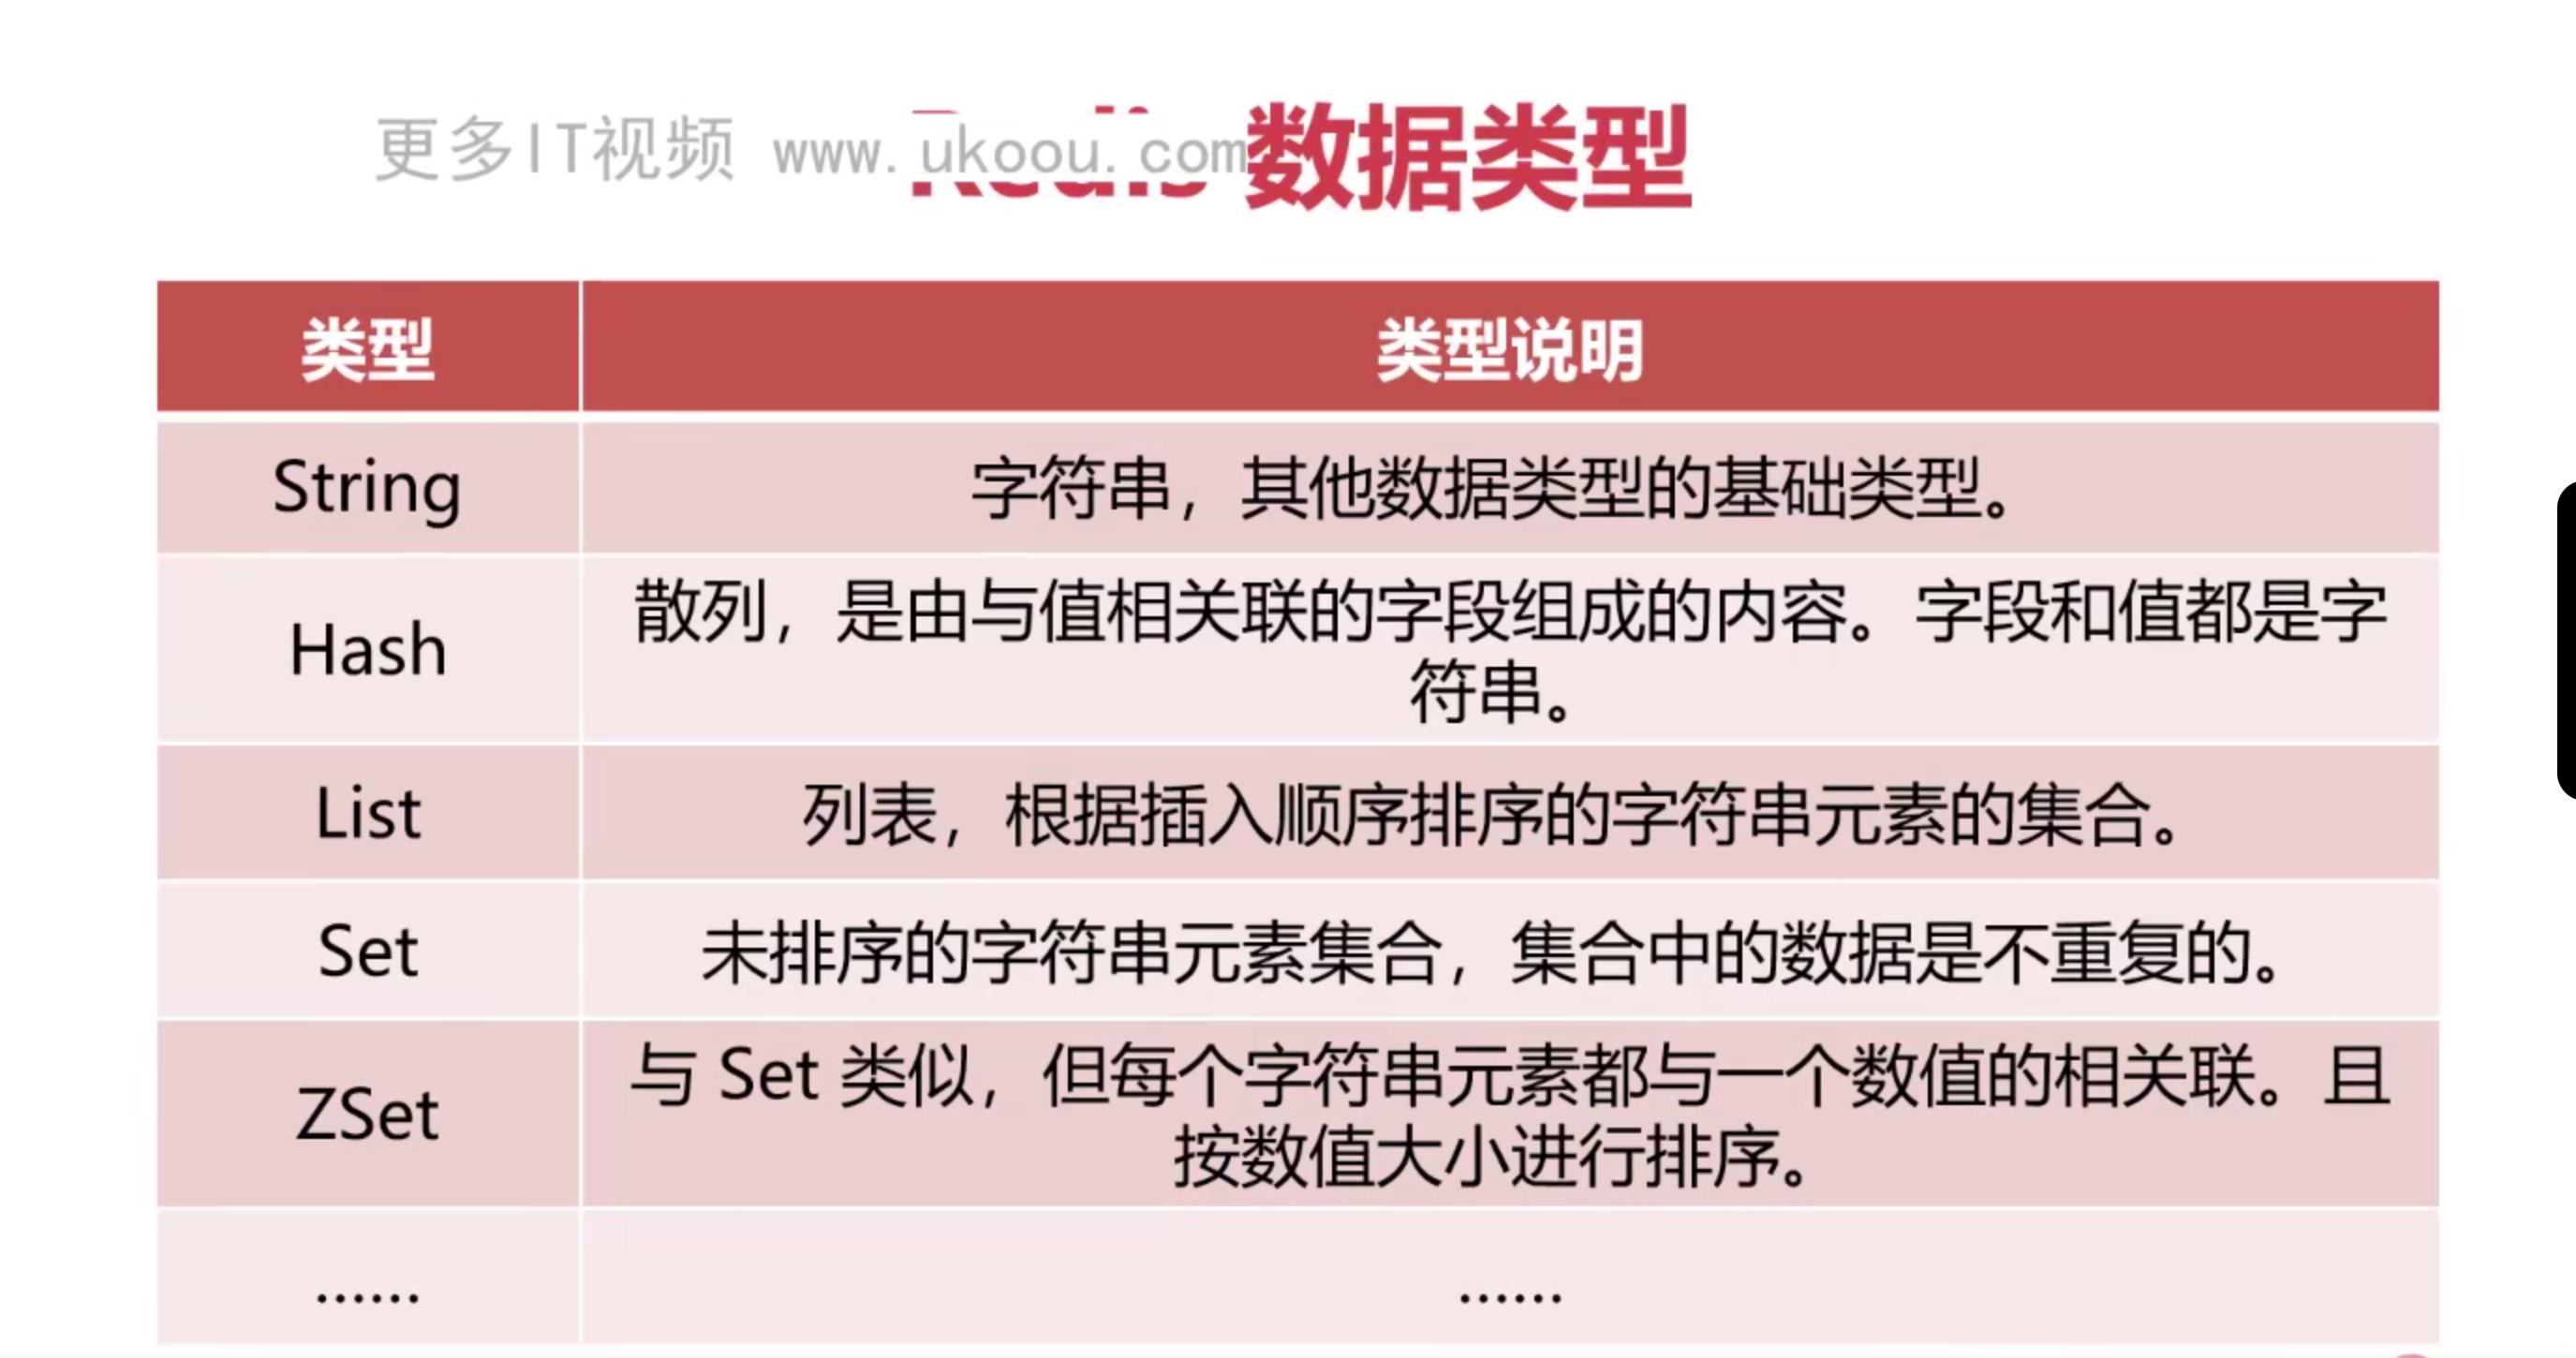 更多IT视频 www.ukoou.com
Redis 数据类型
类型 类型说明
String 字符串，其他数据类型的基础类型。
Hash 散列，是由与值相关联的字段组成的内容。字段和值都是字
符串。
List 列表，根据插入顺序排序的字符串元素的集合。
Set 未排序的字符串元素集合，集合中的数据是不重复的。
ZSet 与 Set 类似，但每个字符串元素都与一个数值的相关联。且
按数值大小进行排序。
…… ……